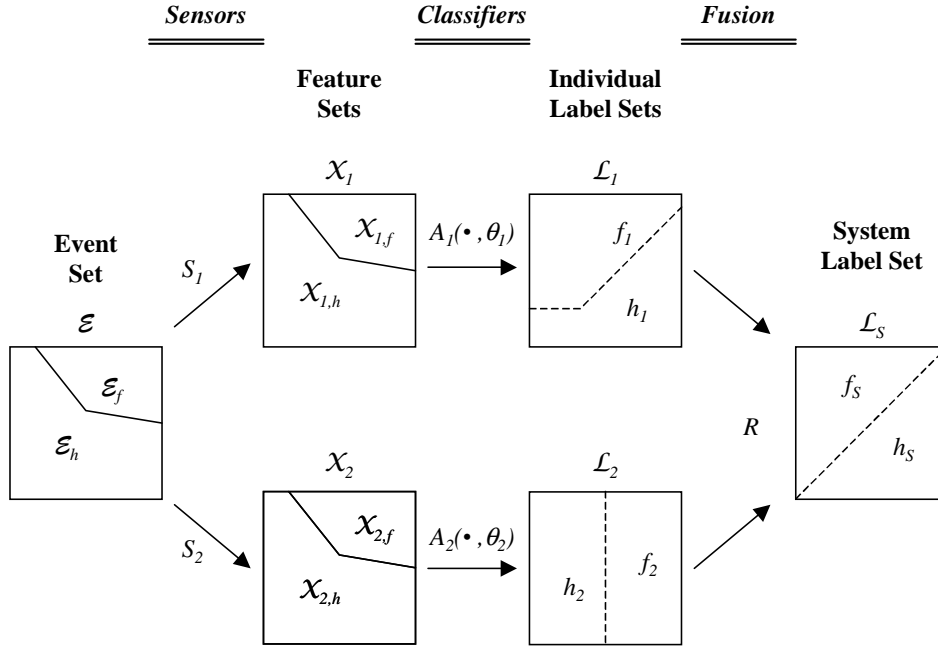 Sensors Classifiers Fusion
Feature Sets
Individual Label Sets
𝒳₁
ℒ₁
Event Set
S₁
𝒳₁,f
𝒳₁,h
A₁(•,θ₁)
f₁
h₁
System Label Set
ℰ
ℰf
ℰh
ℒS
fS
hS
R
𝒳₂
ℒ₂
S₂
𝒳₂,f
𝒳₂,h
A₂(•,θ₂)
h₂
f₂